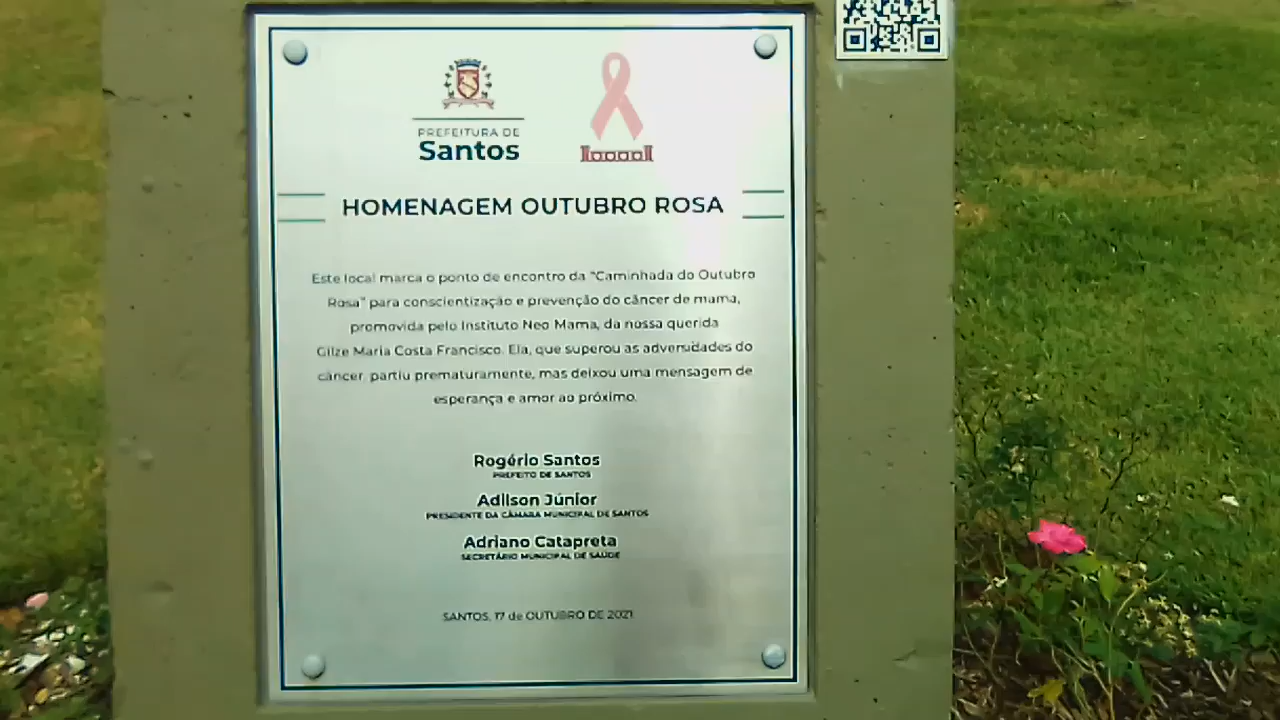 PREFEITURA DE
Santos
HOMENAGEM OUTUBRO ROSA
Este local marca o ponto de encontro da "Caminhada do Outubro
Rosa" para conscientização e prevenção do câncer de mama,
promovida pelo Instituto Neo Mama, da nossa querida
Gilze Maria Costa Francisco. Ela, que superou as adversidades do
câncer, partiu prematuramente, mas deixou uma mensagem de
esperança e amor ao próximo.
Rogério Santos
PREFEITO DE SANTOS
Adilson Júnior
PRESIDENTE DA CÂMARA MUNICIPAL DE SANTOS
Adriano Catapreta
SECRETÁRIO MUNICIPAL DE SAÚDE
SANTOS, 17 de OUTUBRO DE 2021